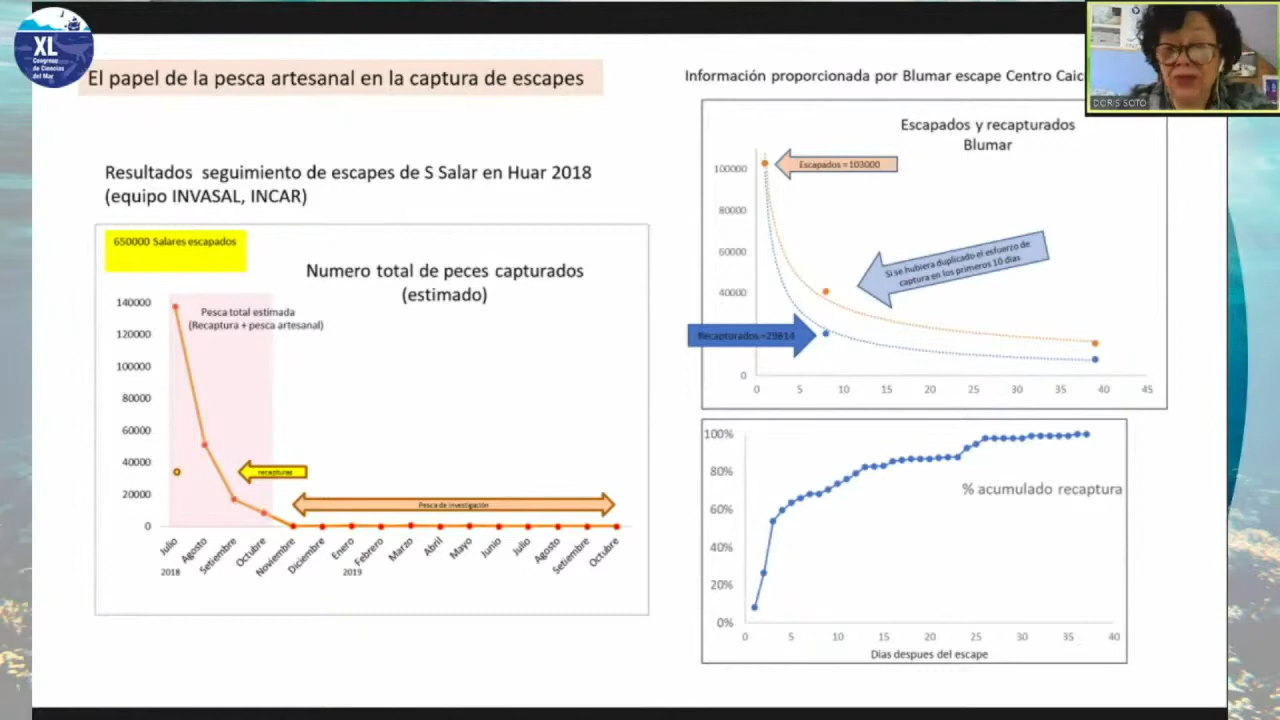 XL
Congreso
de Ciencias
del Mar
El papel de la pesca artesanal en la captura de escapes
Resultados seguimiento de escapes de S Salar en Huar 2018
(equipo INVASAL, INCAR)
650000 Salares escapados
Numero total de peces capturados
(estimado)
Pesca total estimada
(Recaptura + pesca artesanal)
140000
120000
100000
80000
60000
40000
20000
0
recapturas
Pesca de investigación
Julio
Agosto
Setiembre
Octubre
Noviembre
Diciembre
Enero
Febrero
Marzo
Abril
Mayo
Junio
Julio
Agosto
Setiembre
Octubre
2018
2019
Información proporcionada por Blumar escape Centro Caic
DORIS SOTO
Escapados y recapturados
Blumar
100000
80000
60000
40000
0
Escapados =103000
Si se hubiera duplicado el esfuerzo de
captura en los primeros 10 dias
Recapturados =29614
0 5 10 15 20 25 30 35 40 45
100%
80%
60%
40%
20%
0%
% acumulado recaptura
0 5 10 15 20 25 30 35 40
Dias despues del escape